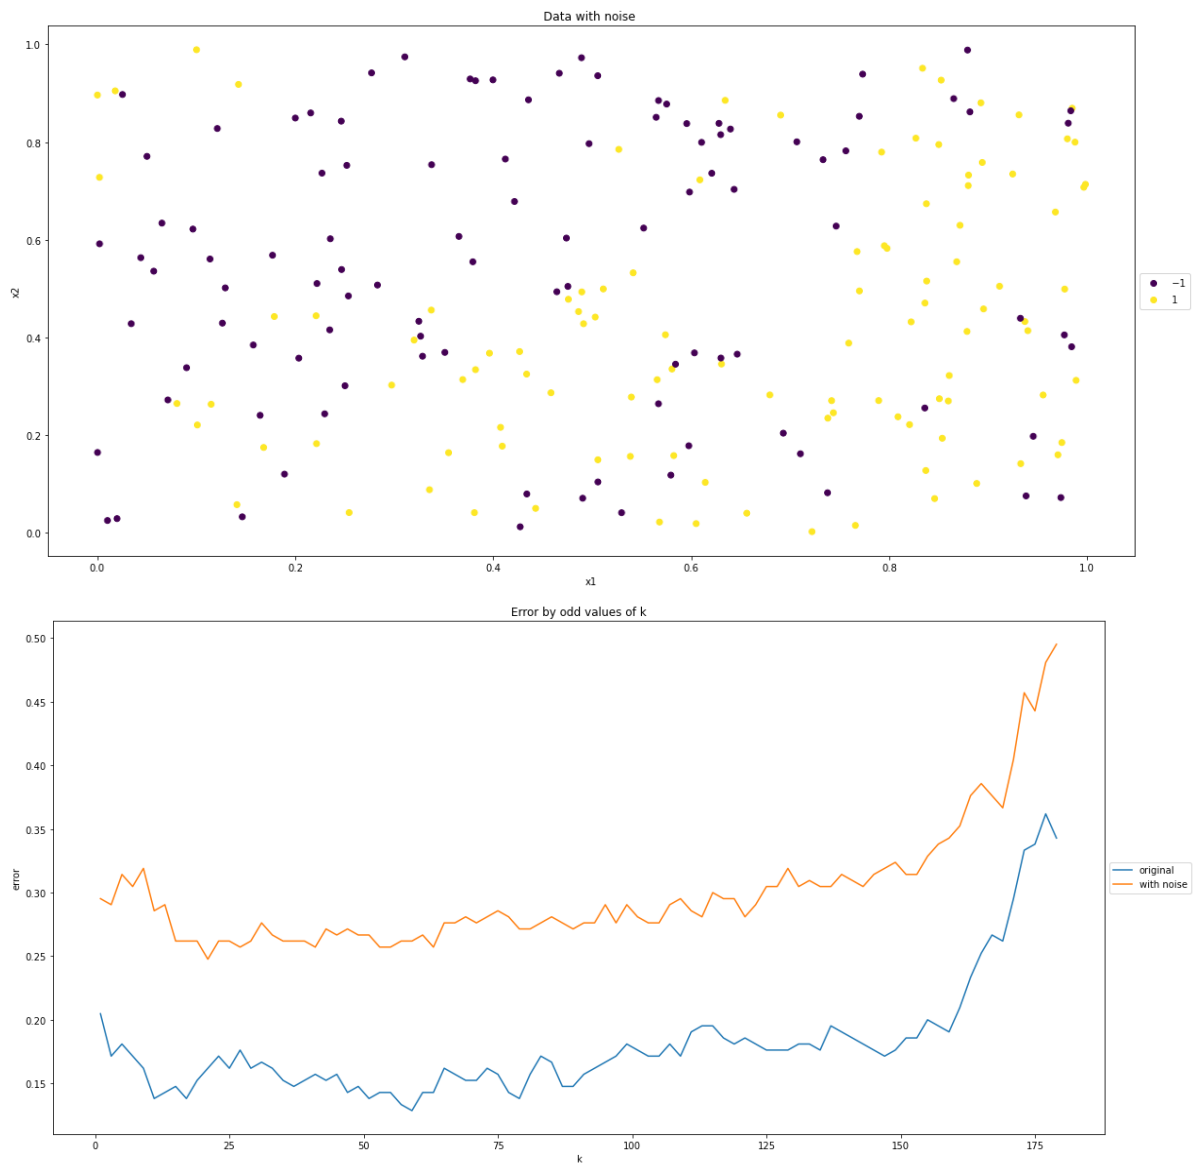 Data with noise
1.0
0.8
0.6
0.4
0.2
0.0
x2
0.0 0.2 0.4 0.6 0.8 1.0
x1
−1
1
Error by odd values of k
0.50
0.45
0.40
0.35
0.30
0.25
0.20
0.15
error
0 25 50 75 100 125 150 175
k
original
with noise